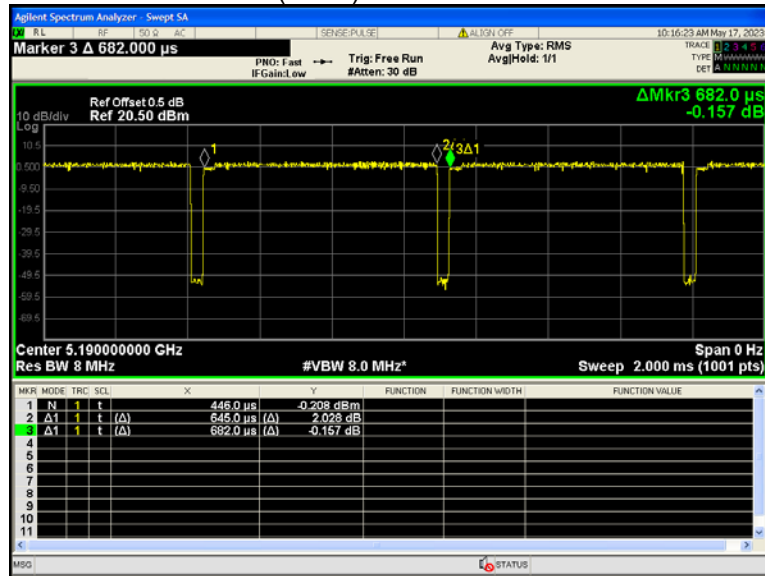 Agilent Spectrum Analyzer - Swept SA
RL RF 50 Ω AC SENSE:PULSE ALIGN OFF 10:16:23 AM May 17, 2023
Marker 3 Δ 682.000 µs
PNO: Fast
IFGain:Low
Trig: Free Run
#Atten: 30 dB
Avg Type: RMS
Avg|Hold: 1/1
TRACE 1 2 3 4 5 6
TYPE M
DET A N N N N N
ΔMkr3 682.0 µs
-0.157 dB
Ref Offset 0.5 dB
10 dB/div Ref 20.50 dBm
Log
10.5
0.500
-9.50
-19.5
-29.5
-39.5
-49.5
-59.5
-69.5
1
3Δ1
Center 5.190000000 GHz Span 0 Hz
Res BW 8 MHz #VBW 8.0 MHz* Sweep 2.000 ms (1001 pts)
MKR MODE TRC SCL X Y FUNCTION FUNCTION WIDTH FUNCTION VALUE
1 N 1 t 446.0 µs -0.208 dBm
2 Δ1 1 t (Δ) 645.0 µs (Δ) 2.028 dB
3 Δ1 1 t (Δ) 682.0 µs (Δ) -0.157 dB
4
5
6
7
8
9
10
11
MSG STATUS